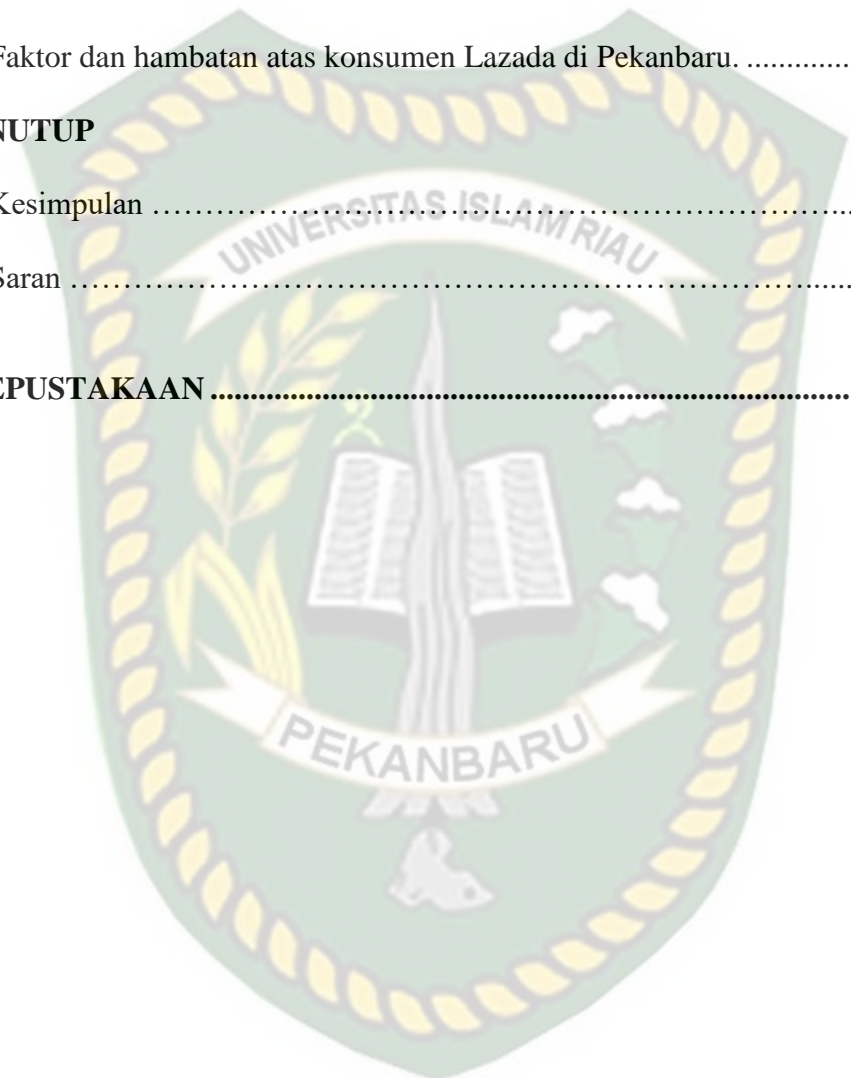 Faktor dan hambatan atas konsumen Lazada di Pekanbaru. .............
NUTUP
Kesimpulan ……………………………………………………….…...
Saran …………………………………………………………….......
EPUSTAKAAN ...............................................................................
UNIVERSITAS ISLAM RIAU
PEKANBARU